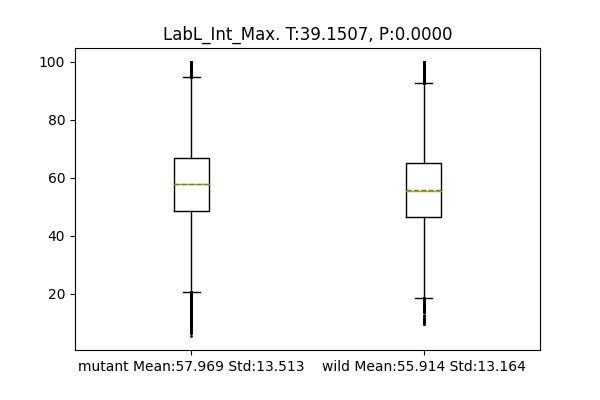 LabL_Int_Max. T:39.1507, P:0.0000
100
80
60
40
20
mutant Mean:57.969 Std:13.513 wild Mean:55.914 Std:13.164